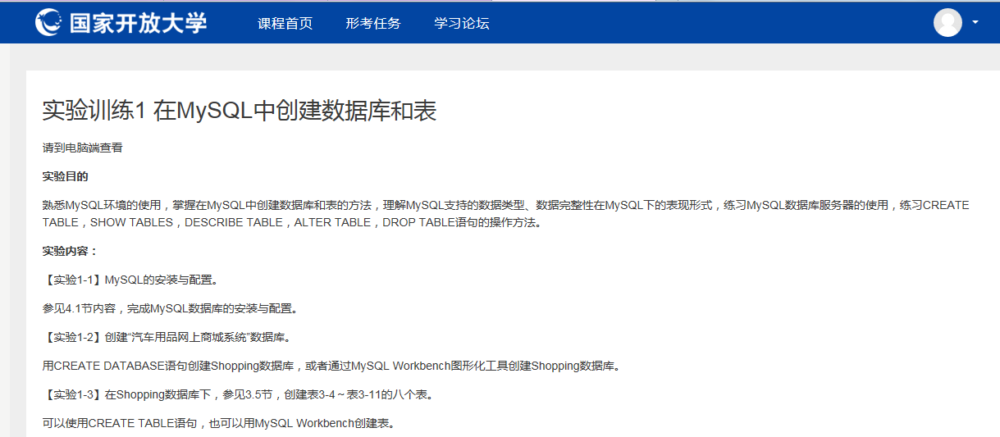 国家开放大学 课程首页 形考任务 学习论坛
实验训练1 在MySQL中创建数据库和表
请到电脑端查看
实验目的
熟悉MySQL环境的使用，掌握在MySQL中创建数据库和表的方法，理解MySQL支持的数据类型、数据完整性在MySQL下的表现形式，练习MySQL数据库服务器的使用，练习CREATE
TABLE，SHOW TABLES，DESCRIBE TABLE，ALTER TABLE，DROP TABLE语句的操作方法。
实验内容：
【实验1-1】MySQL的安装与配置。
参见4.1节内容，完成MySQL数据库的安装与配置。
【实验1-2】创建“汽车用品网上商城系统”数据库。
用CREATE DATABASE语句创建Shopping数据库，或者通过MySQL Workbench图形化工具创建Shopping数据库。
【实验1-3】在Shopping数据库下，参见3.5节，创建表3-4～表3-11的八个表。
可以使用CREATE TABLE语句，也可以用MySQL Workbench创建表。